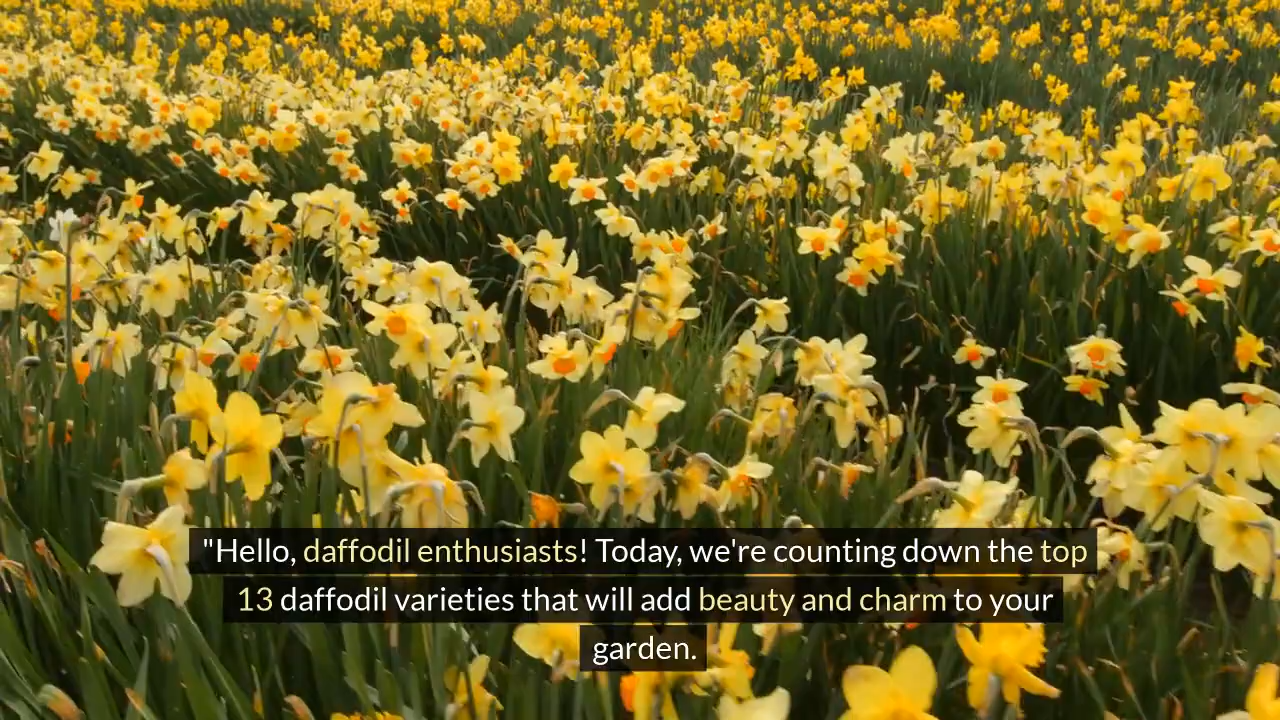 "Hello, daffodil enthusiasts! Today, we're counting down the top
13 daffodil varieties that will add beauty and charm to your
garden.